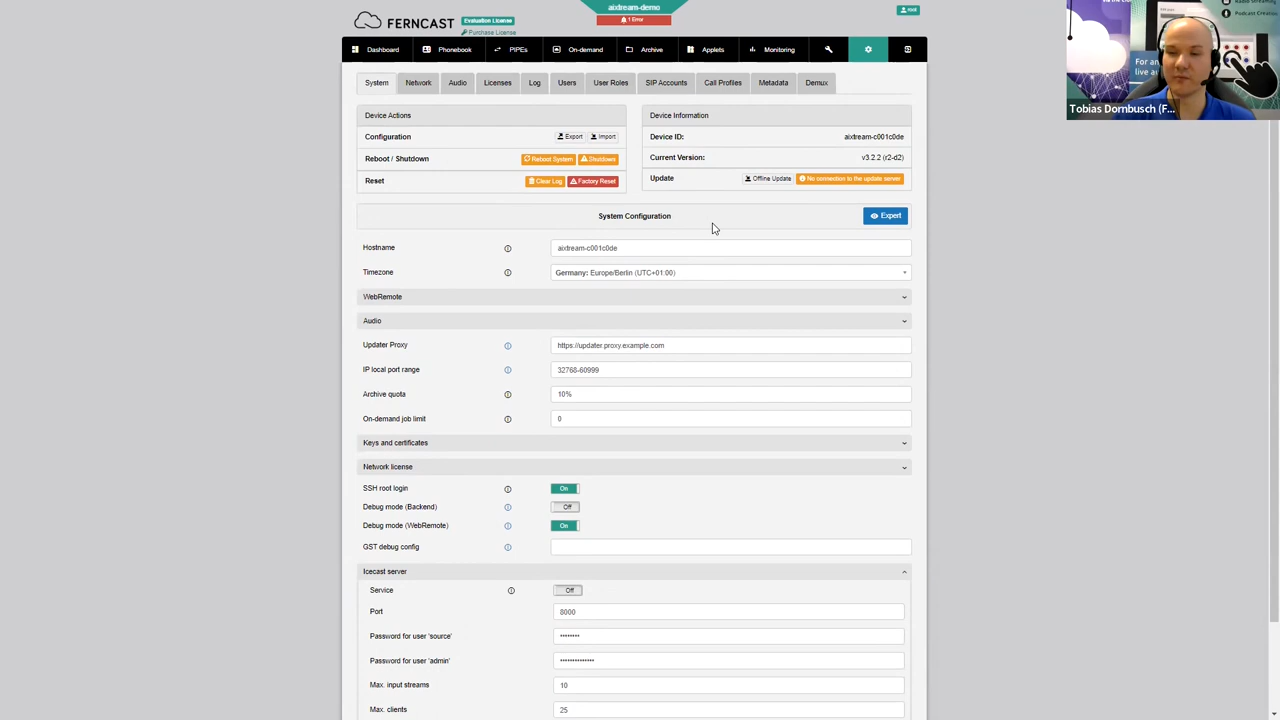 aixtream-demo
1 Error
root
FERNCAST
Evaluation License
Purchase License
Dashboard
Phonebook
PIPEs
On-demand
Archive
Applets
Monitoring
System
Network
Audio
Licenses
Log
Users
User Roles
SIP Accounts
Call Profiles
Metadata
Demux
Device Actions
Configuration
Export
Import
Reboot / Shutdown
Reboot System
Shutdown
Reset
Clear Log
Factory Reset
Device Information
Device ID:
aixtream-c001c0de
Current Version:
v3.2.2 (r2-d2)
Update
Offline Update
No connection to the update server
System Configuration
Expert
Hostname
aixtream-c001c0de
Timezone
Germany: Europe/Berlin (UTC+01:00)
WebRemote
Audio
Updater Proxy
https://updater.proxy.example.com
IP local port range
32768-60999
Archive quota
10%
On-demand job limit
0
Keys and certificates
Network license
SSH root login
On
Debug mode (Backend)
Off
Debug mode (WebRemote)
On
GST debug config
Icecast server
Service
Off
Port
8000
Password for user 'source'
••••••••
Password for user 'admin'
••••••••••••••
Max. input streams
10
Max. clients
25
Podcast Creation
For an
live a
Tobias Dornbusch (F...